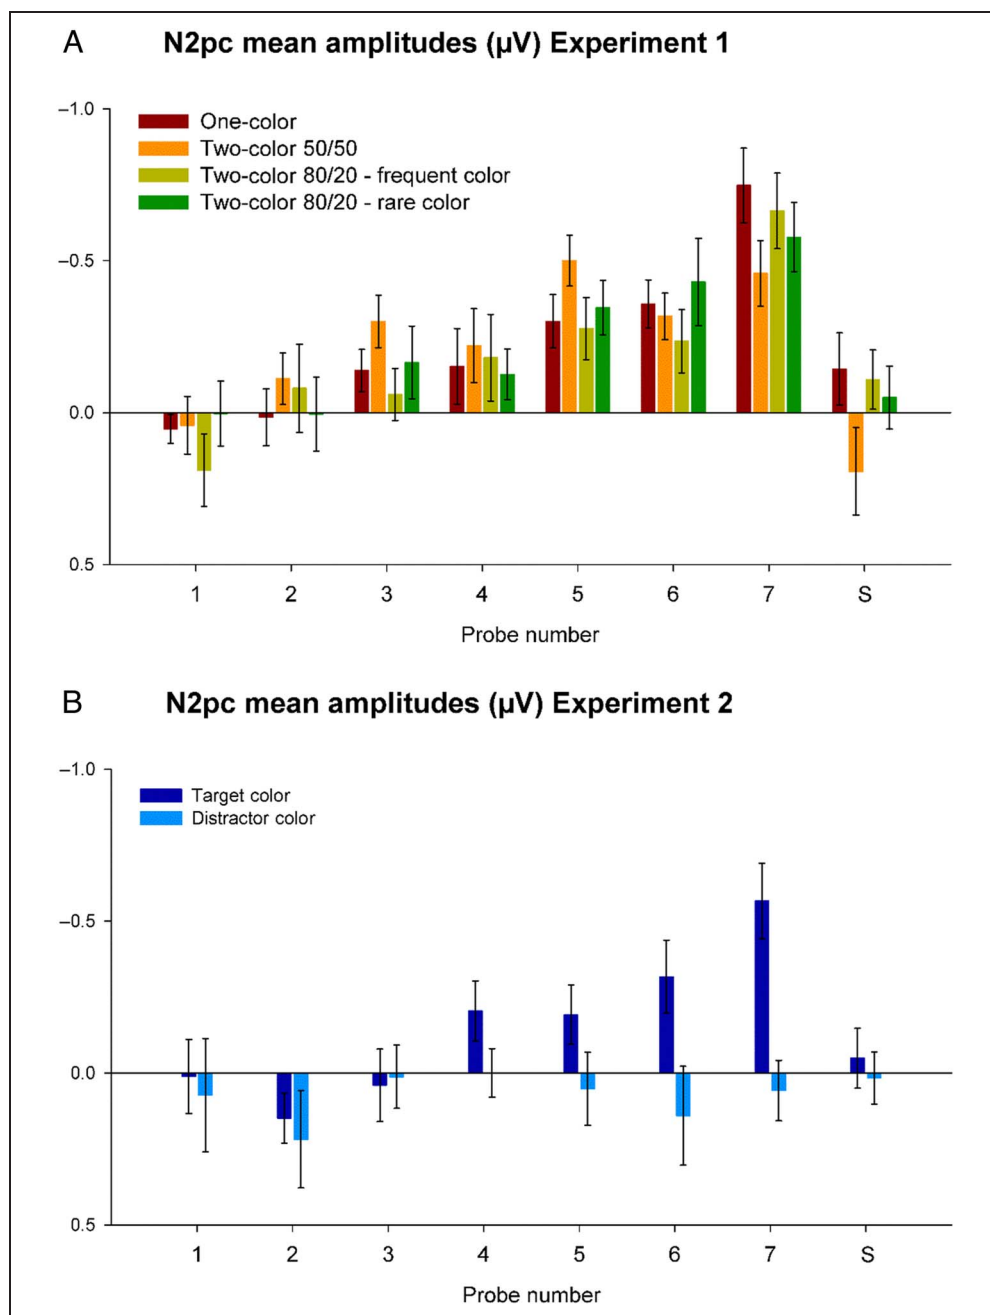 A
N2pc mean amplitudes (µV) Experiment 1
–1.0
One-color
Two-color 50/50
Two-color 80/20 - frequent color
Two-color 80/20 - rare color
–0.5
0.0
0.5
1 2 3 4 5 6 7 S
Probe number
B
N2pc mean amplitudes (µV) Experiment 2
–1.0
Target color
Distractor color
–0.5
0.0
0.5
1 2 3 4 5 6 7 S
Probe number